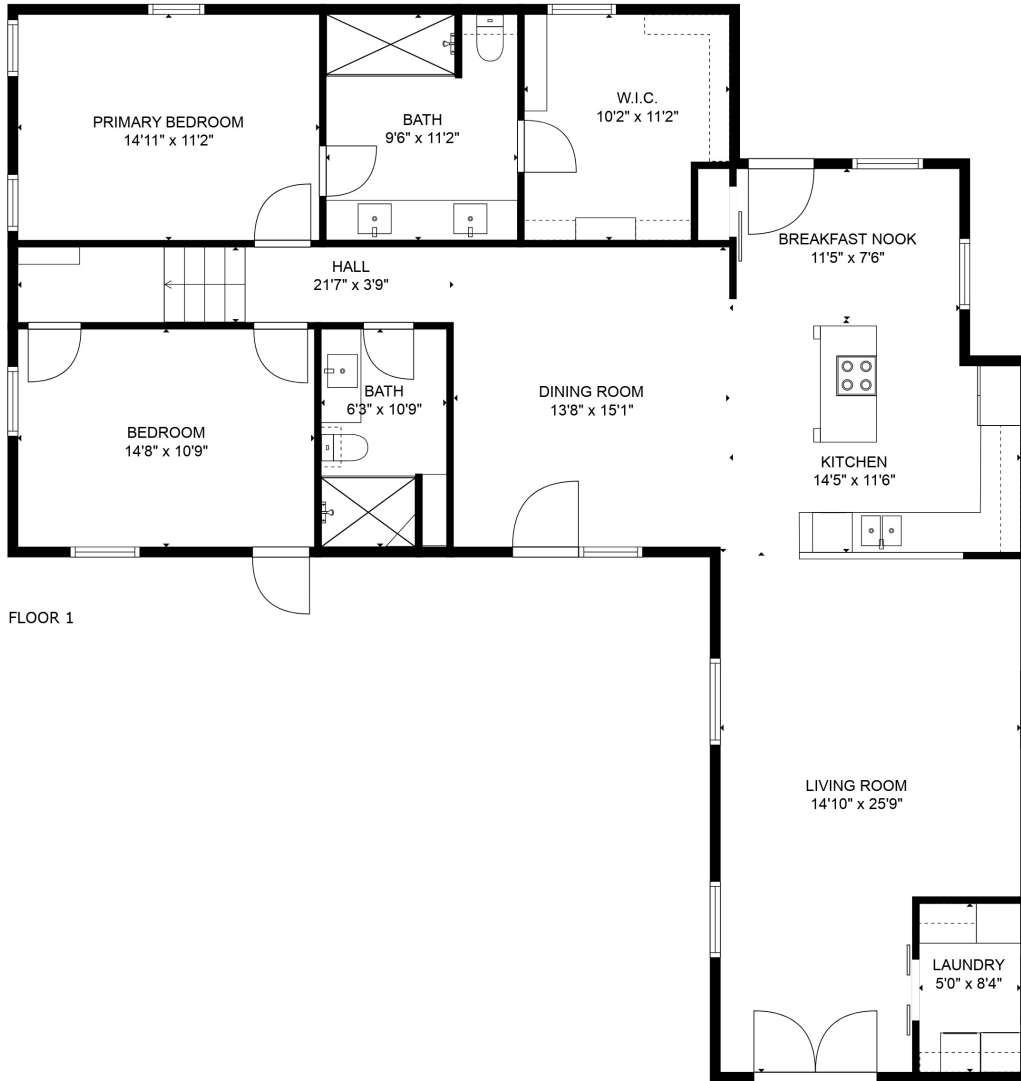 PRIMARY BEDROOM
14'11" x 11'2"
BATH
9'6" x 11'2"
W.I.C.
10'2" x 11'2"
BREAKFAST NOOK
11'5" x 7'6"
HALL
21'7" x 3'9"
DINING ROOM
13'8" x 15'1"
BATH
6'3" x 10'9"
BEDROOM
14'8" x 10'9"
KITCHEN
14'5" x 11'6"
FLOOR 1
LIVING ROOM
14'10" x 25'9"
LAUNDRY
5'0" x 8'4"